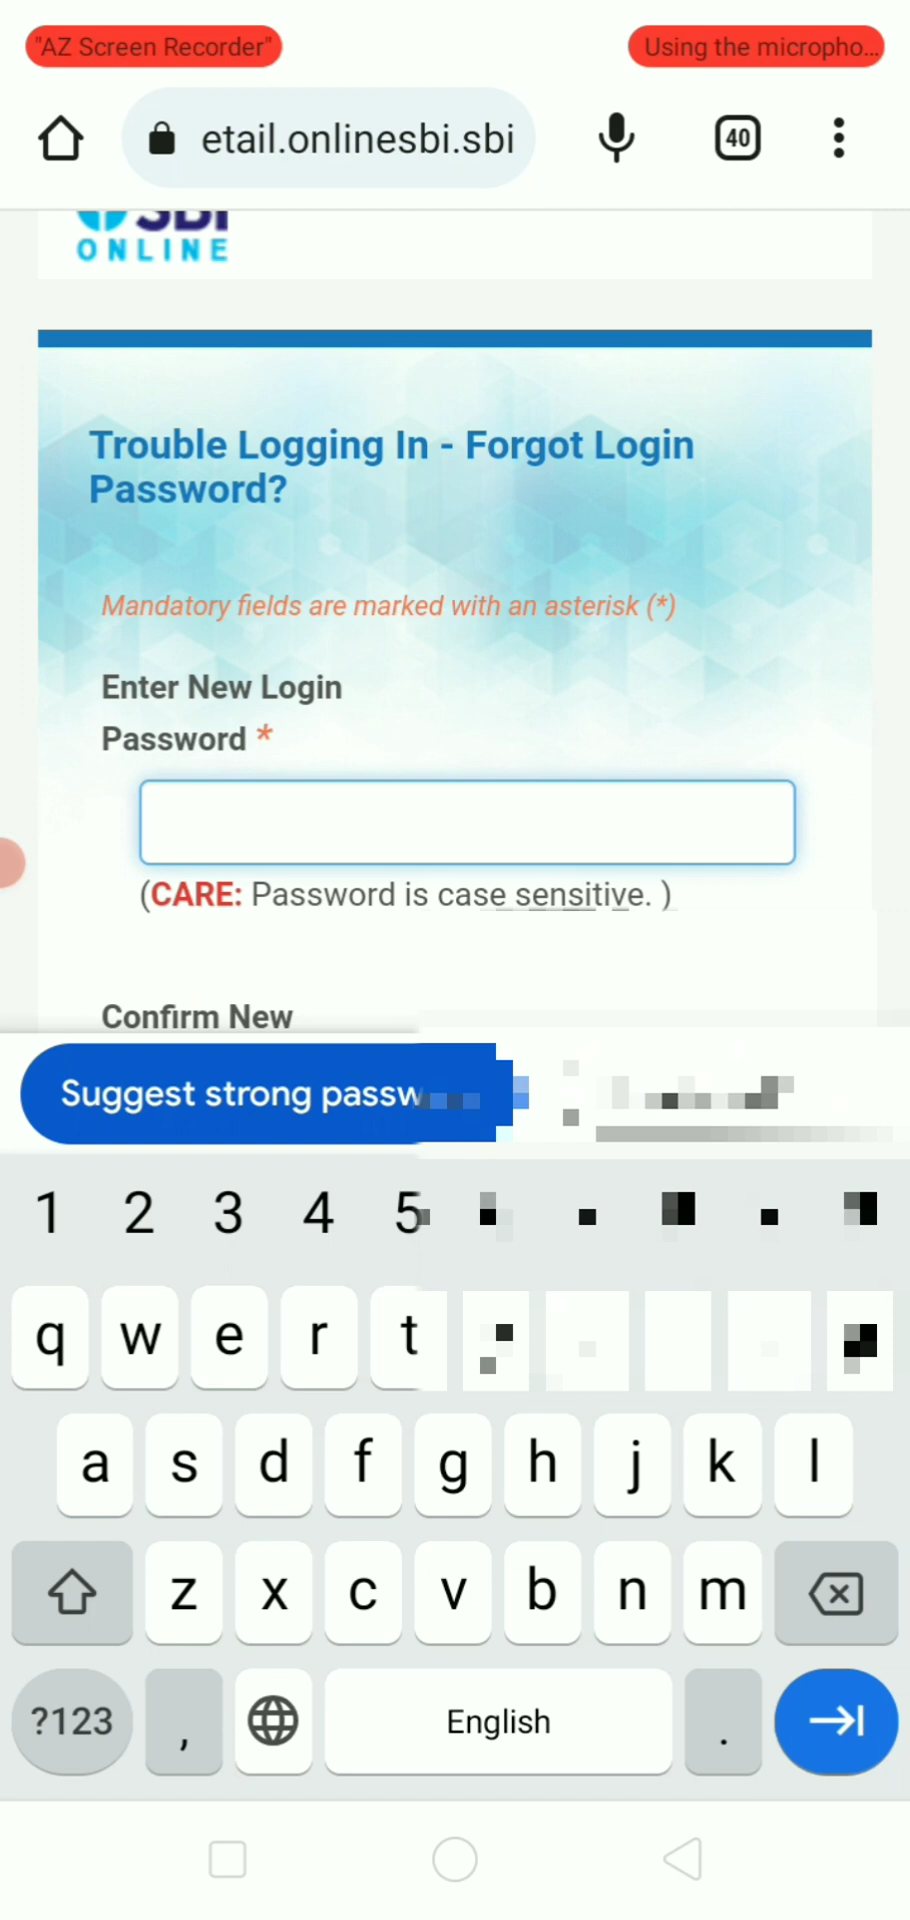 "AZ Screen Recorder" Using the micropho...
etail.onlinesbi.sbi 40
SBI
ONLINE
Trouble Logging In - Forgot Login
Password?
Mandatory fields are marked with an asterisk (*)
Enter New Login
Password *
(CARE: Password is case sensitive. )
Confirm New
Suggest strong passw
1 2 3 4 5
q w e r t
a s d f g h j k l
z x c v b n m
?123 , English .